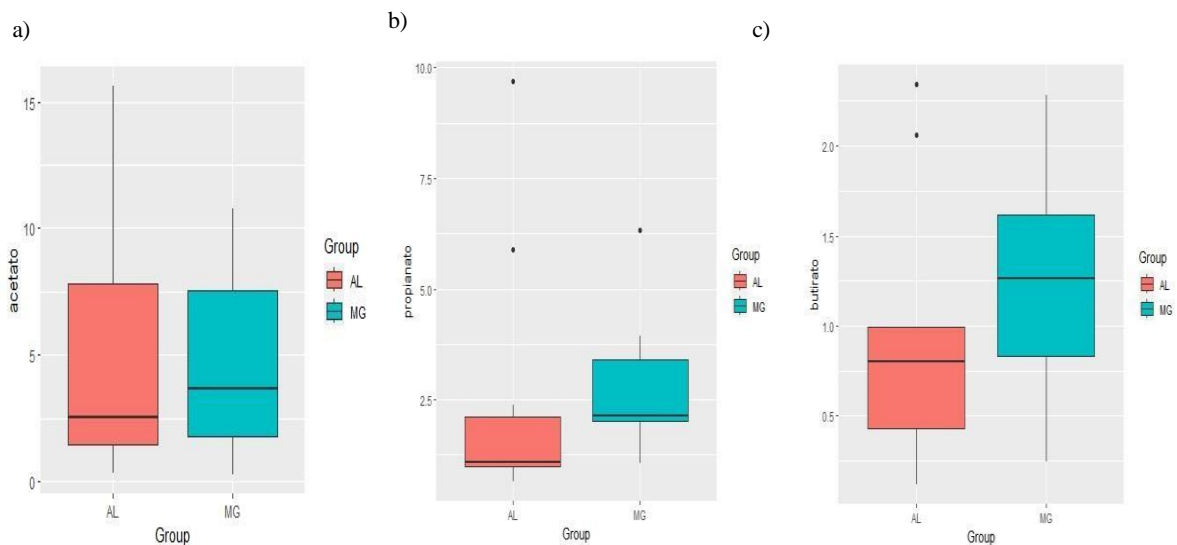 a)
acetato
15
10
5
0
AL
MG
Group
Group
AL
MG
b)
propianato
10.0
7.5
5.0
2.5
AL
MG
Group
Group
AL
MG
c)
butirato
2.0
1.5
1.0
0.5
AL
MG
Group
Group
AL
MG